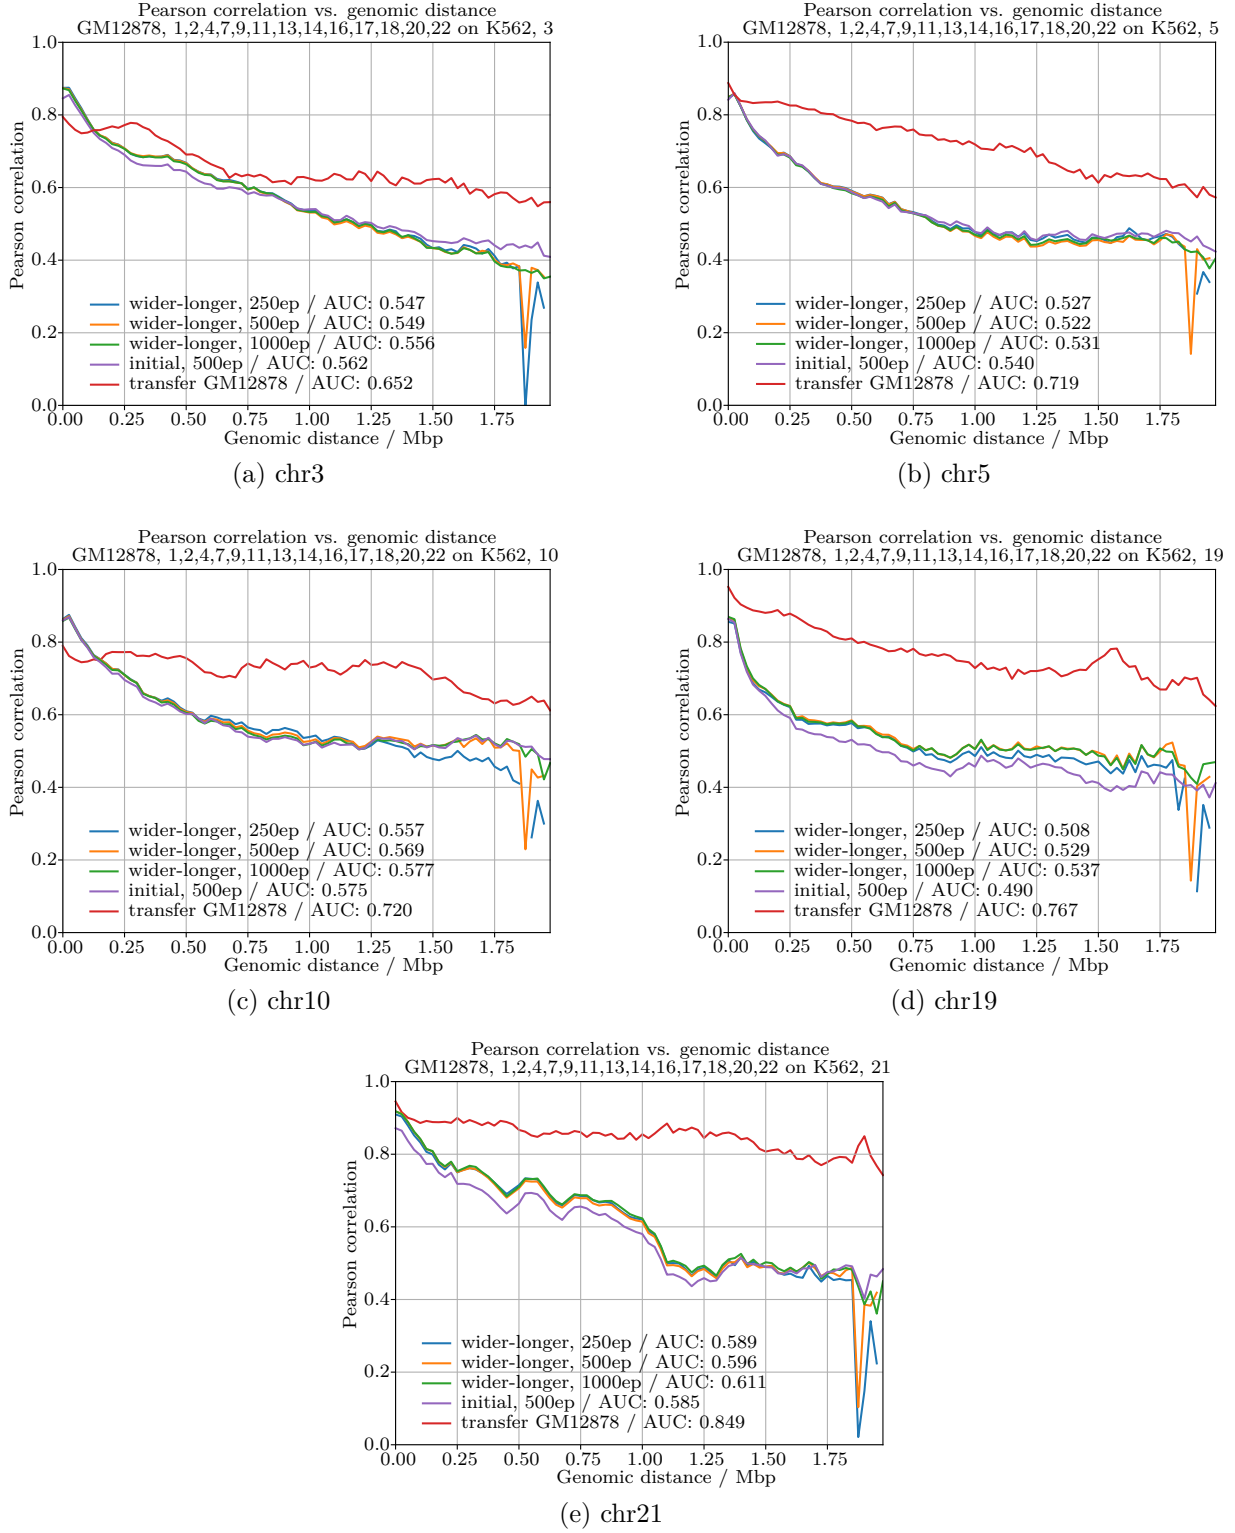 Pearson correlation vs. genomic distance
GM12878, 1,2,4,7,9,11,13,14,16,17,18,20,22 on K562, 3
1.0
0.8
0.6
0.4
0.2
0.0
Pearson correlation
wider-longer, 250ep / AUC: 0.547
wider-longer, 500ep / AUC: 0.549
wider-longer, 1000ep / AUC: 0.556
initial, 500ep / AUC: 0.562
transfer GM12878 / AUC: 0.652
0.00 0.25 0.50 0.75 1.00 1.25 1.50 1.75
Genomic distance / Mbp
(a) chr3
Pearson correlation vs. genomic distance
GM12878, 1,2,4,7,9,11,13,14,16,17,18,20,22 on K562, 5
1.0
0.8
0.6
0.4
0.2
0.0
Pearson correlation
wider-longer, 250ep / AUC: 0.527
wider-longer, 500ep / AUC: 0.522
wider-longer, 1000ep / AUC: 0.531
initial, 500ep / AUC: 0.540
transfer GM12878 / AUC: 0.719
0.00 0.25 0.50 0.75 1.00 1.25 1.50 1.75
Genomic distance / Mbp
(b) chr5
Pearson correlation vs. genomic distance
GM12878, 1,2,4,7,9,11,13,14,16,17,18,20,22 on K562, 10
1.0
0.8
0.6
0.4
0.2
0.0
Pearson correlation
wider-longer, 250ep / AUC: 0.557
wider-longer, 500ep / AUC: 0.569
wider-longer, 1000ep / AUC: 0.577
initial, 500ep / AUC: 0.575
transfer GM12878 / AUC: 0.720
0.00 0.25 0.50 0.75 1.00 1.25 1.50 1.75
Genomic distance / Mbp
(c) chr10
Pearson correlation vs. genomic distance
GM12878, 1,2,4,7,9,11,13,14,16,17,18,20,22 on K562, 19
1.0
0.8
0.6
0.4
0.2
0.0
Pearson correlation
wider-longer, 250ep / AUC: 0.508
wider-longer, 500ep / AUC: 0.529
wider-longer, 1000ep / AUC: 0.537
initial, 500ep / AUC: 0.490
transfer GM12878 / AUC: 0.767
0.00 0.25 0.50 0.75 1.00 1.25 1.50 1.75
Genomic distance / Mbp
(d) chr19
Pearson correlation vs. genomic distance
GM12878, 1,2,4,7,9,11,13,14,16,17,18,20,22 on K562, 21
1.0
0.8
0.6
0.4
0.2
0.0
Pearson correlation
wider-longer, 250ep / AUC: 0.589
wider-longer, 500ep / AUC: 0.596
wider-longer, 1000ep / AUC: 0.611
initial, 500ep / AUC: 0.585
transfer GM12878 / AUC: 0.849
0.00 0.25 0.50 0.75 1.00 1.25 1.50 1.75
Genomic distance / Mbp
(e) chr21